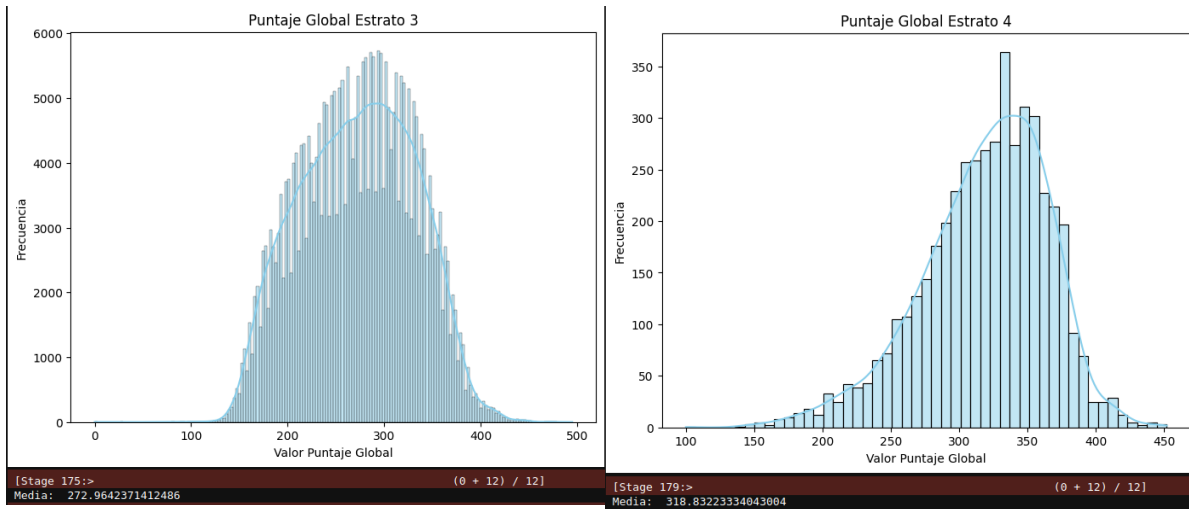 Puntaje Global Estrato 3
6000
5000
4000
3000
2000
1000
0
Frecuencia
0 100 200 300 400 500
Valor Puntaje Global
[Stage 175:> (0 + 12) / 12]
Media: 272.9642371412486
Puntaje Global Estrato 4
350
300
250
200
150
100
50
0
Frecuencia
100 150 200 250 300 350 400 450
Valor Puntaje Global
[Stage 179:> (0 + 12) / 12]
Media: 318.83223334043004